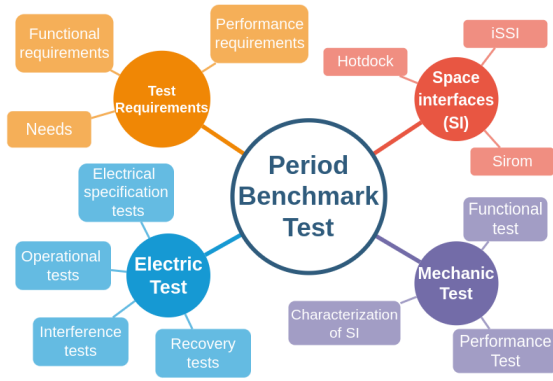 Functional
requirements
Performance
requirements
Needs
Test
Requirements
iSSI
Hotdock
Space
interfaces
(SI)
Sirom
Period
Benchmark
Test
Electrical
specification
tests
Operational
tests
Electric
Test
Interference
tests
Recovery
tests
Functional
test
Mechanic
Test
Characterization
of SI
Performance
Test